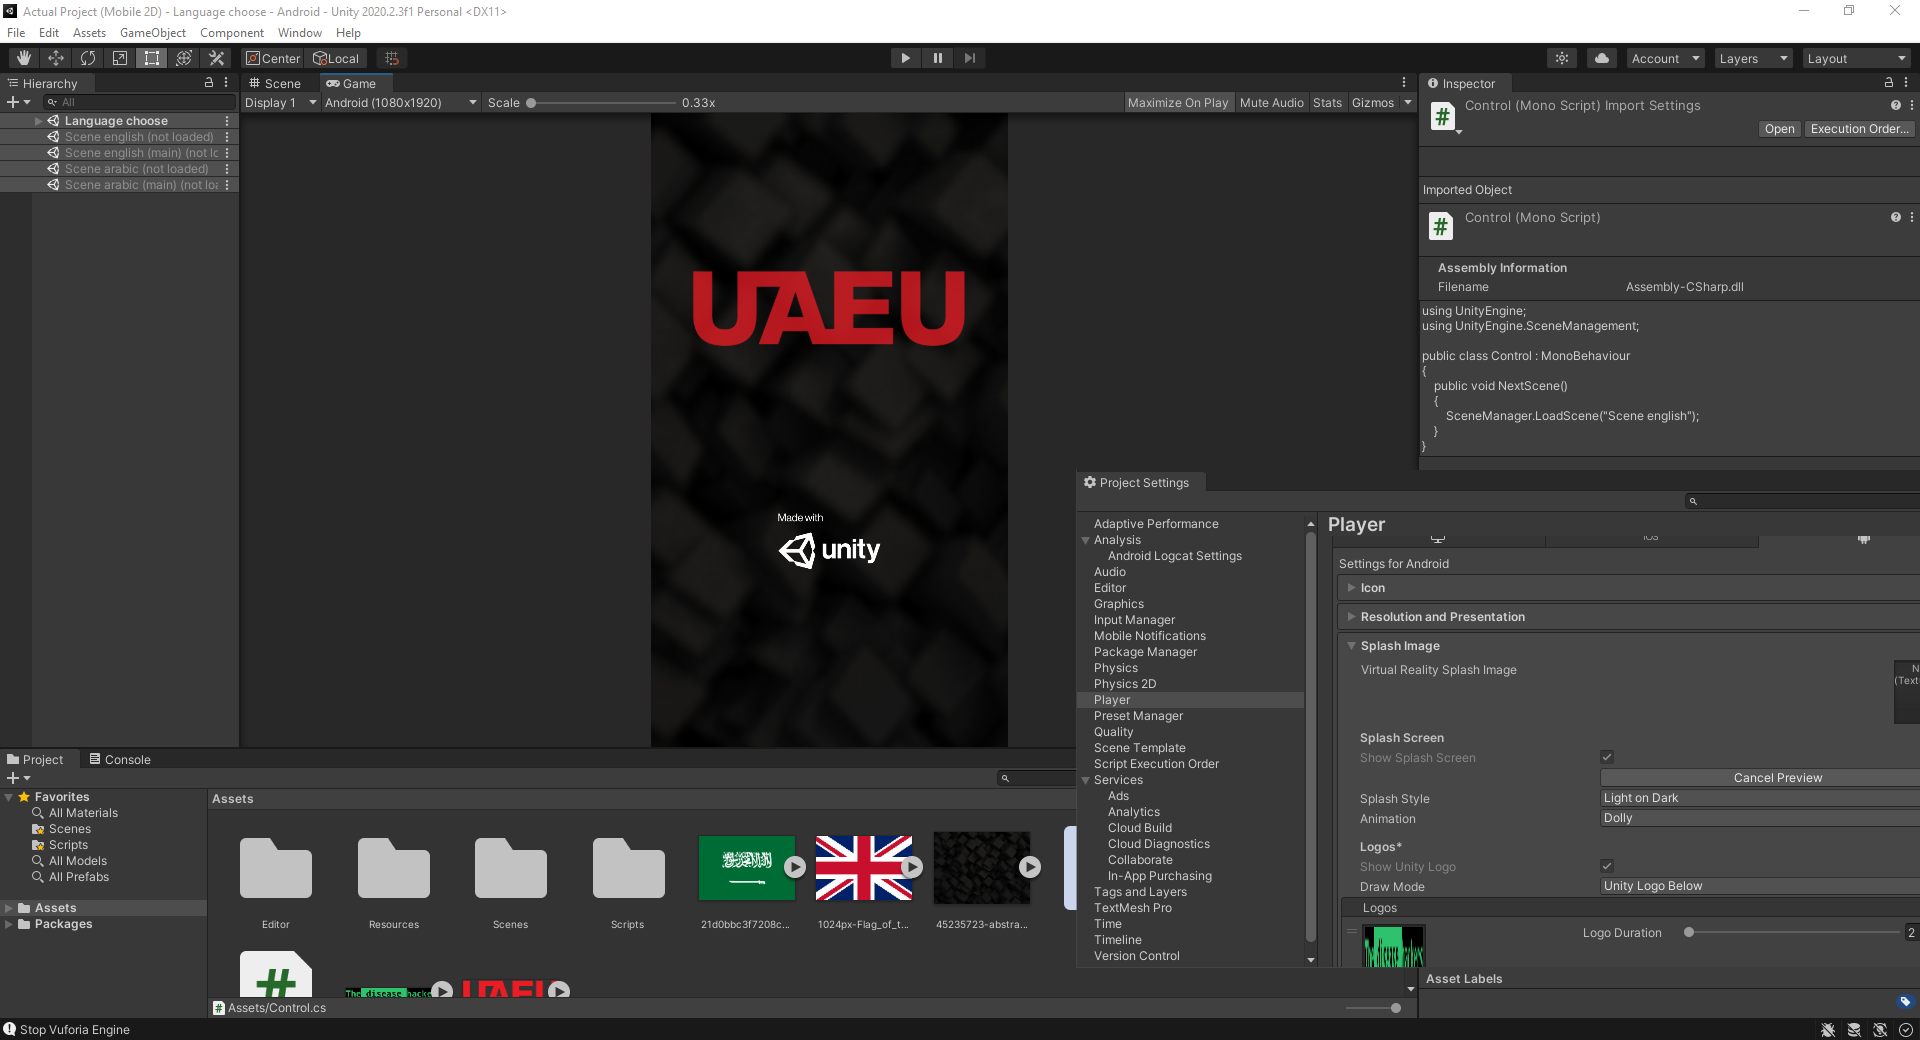 Actual Project (Mobile 2D) - Language choose - Android - Unity 2020.2.3f1 Personal <DX11>
File Edit Assets GameObject Component Window Help
Center Local Account Layers Layout
Hierarchy
All
Language choose
Scene english (not loaded)
Scene english (main) (not lo
Scene arabic (not loaded)
Scene arabic (main) (not loa
Scene Game
Display 1 Android (1080x1920) Scale 0.33x Maximize On Play Mute Audio Stats Gizmos
UAEU
Made with
unity
Inspector
Control (Mono Script) Import Settings
Open Execution Order...
Imported Object
Control (Mono Script)
Assembly Information
Filename Assembly-CSharp.dll
using UnityEngine;
using UnityEngine.SceneManagement;
public class Control : MonoBehaviour
{
public void NextScene()
{
SceneManager.LoadScene("Scene english");
}
}
Project Settings
Adaptive Performance
Analysis
Android Logcat Settings
Audio
Editor
Graphics
Input Manager
Mobile Notifications
Package Manager
Physics
Physics 2D
Player
Preset Manager
Quality
Scene Template
Script Execution Order
Services
Ads
Analytics
Cloud Build
Cloud Diagnostics
Collaborate
In-App Purchasing
Tags and Layers
TextMesh Pro
Time
Timeline
Version Control
Player
iOS
Settings for Android
Icon
Resolution and Presentation
Splash Image
Virtual Reality Splash Image
N
(Text
Splash Screen
Show Splash Screen
Cancel Preview
Splash Style Light on Dark
Animation Dolly
Logos*
Show Unity Logo
Draw Mode Unity Logo Below
Logos
Logo Duration 2
Asset Labels
Project Console
Favorites
All Materials
Scenes
Scripts
All Models
All Prefabs
Assets
Packages
Assets
Editor
Resources
Scenes
Scripts
21d0bbc3f7208c...
1024px-Flag_of_t...
45235723-abstra...
The disease hacke
UAEU
Assets/Control.cs
Stop Vuforia Engine